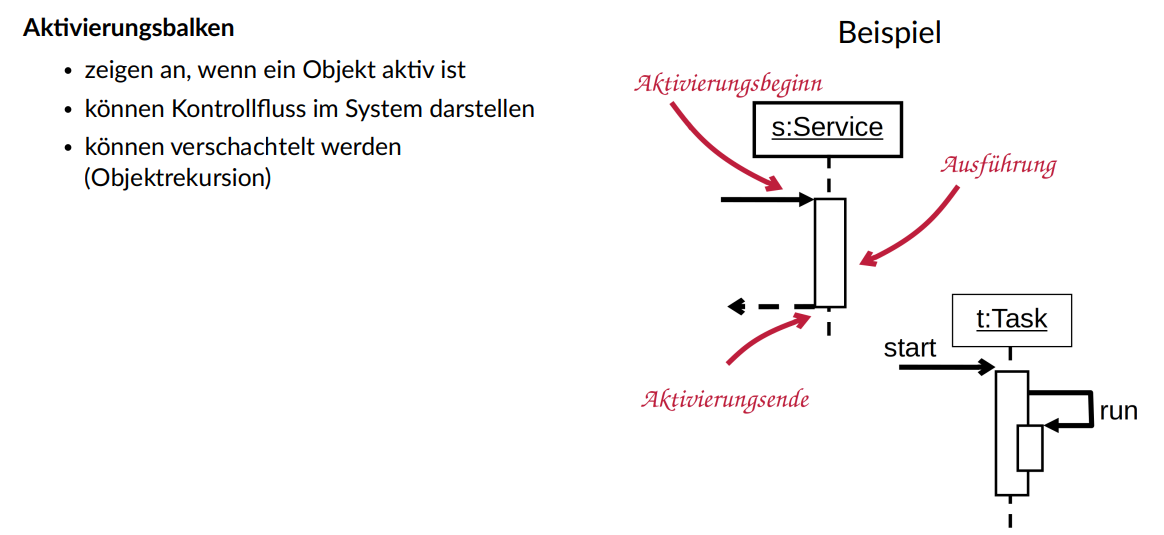 Aktivierungsbalken
• zeigen an, wenn ein Objekt aktiv ist
• können Kontrollfluss im System darstellen
• können verschachtelt werden
(Objektrekursion)
Beispiel
Aktivierungsbeginn
s:Service
Ausführung
Aktivierungsende
t:Task
start
run